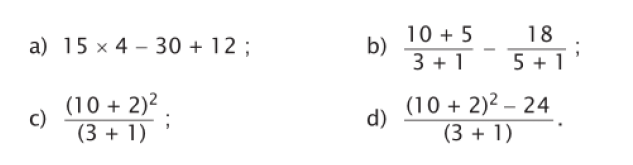 a) 15 × 4 – 30 + 12 ;
b) (10 + 5)/(3 + 1) – 18/(5 + 1) ;
c) (10 + 2)²/(3 + 1) ;
d) ((10 + 2)² – 24)/(3 + 1) .